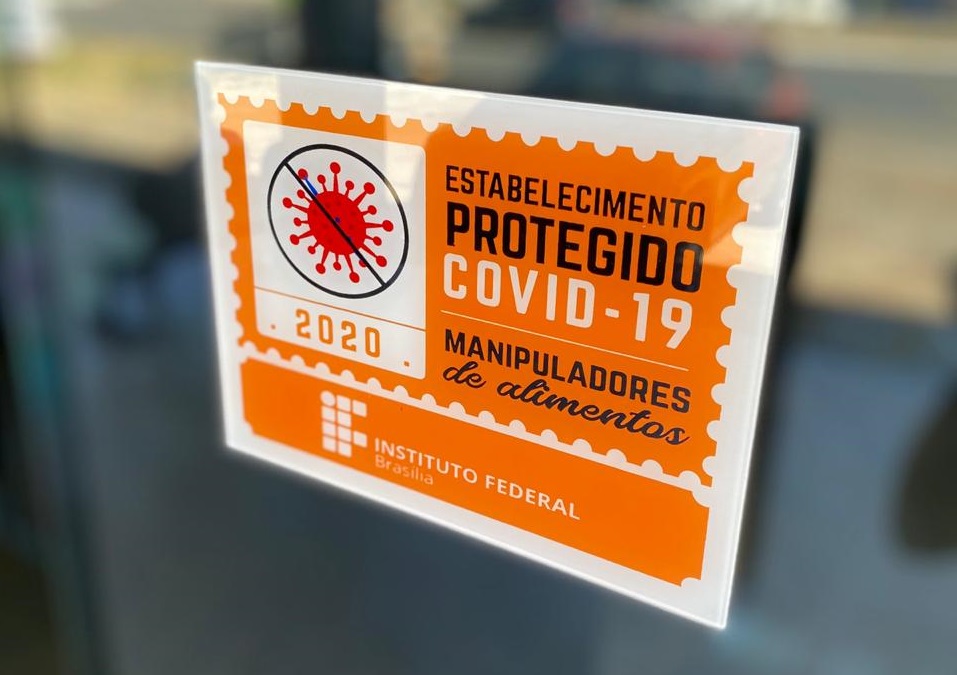 ESTABELECIMENTO
PROTEGIDO
COVID-19
MANIPULADORES
de alimentos
. 2020 .
INSTITUTO FEDERAL
Brasília